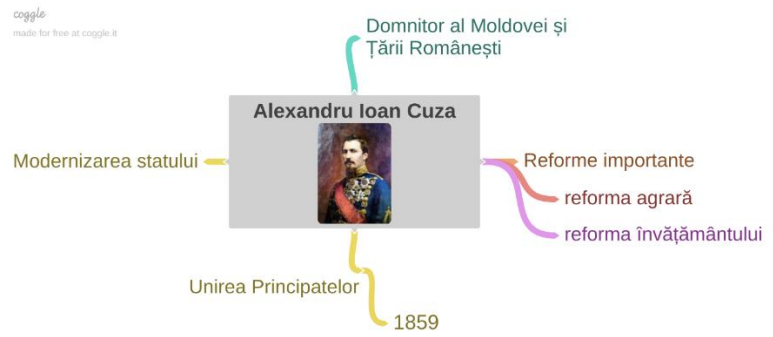 coggle
made for free at coggle.it
Domnitor al Moldovei și
Țării Românești
Alexandru Ioan Cuza
Modernizarea statului
Reforme importante
reforma agrară
reforma învățământului
Unirea Principatelor
1859